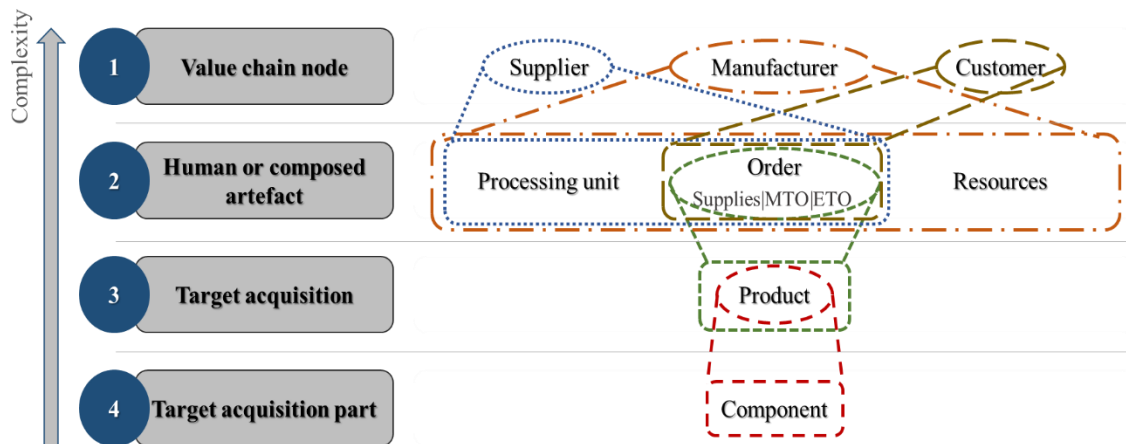 Complexity
1
Value chain node
Supplier
Manufacturer
Customer
2
Human or composed
artefact
Processing unit
Order
Supplies|MTO|ETO
Resources
3
Target acquisition
Product
4
Target acquisition part
Component